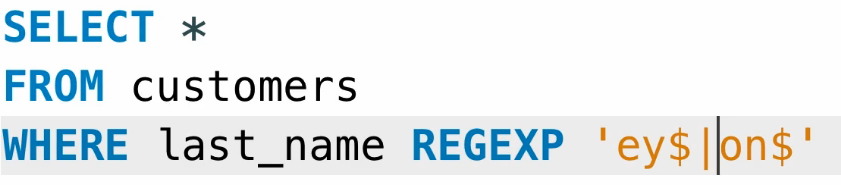 SELECT *
FROM customers
WHERE last_name REGEXP 'ey$|on$'